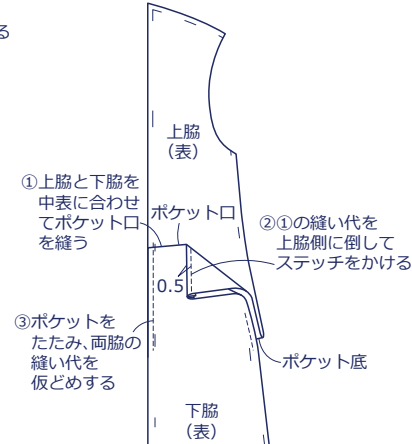 る
上脇
（表）
①上脇と下脇を
中表に合わせ
てポケット口
を縫う
ポケット口
②①の縫い代を
上脇側に倒して
ステッチをかける
0.5
③ポケットを
たたみ、両脇の
縫い代を
仮どめする
ポケット底
下脇
（表）